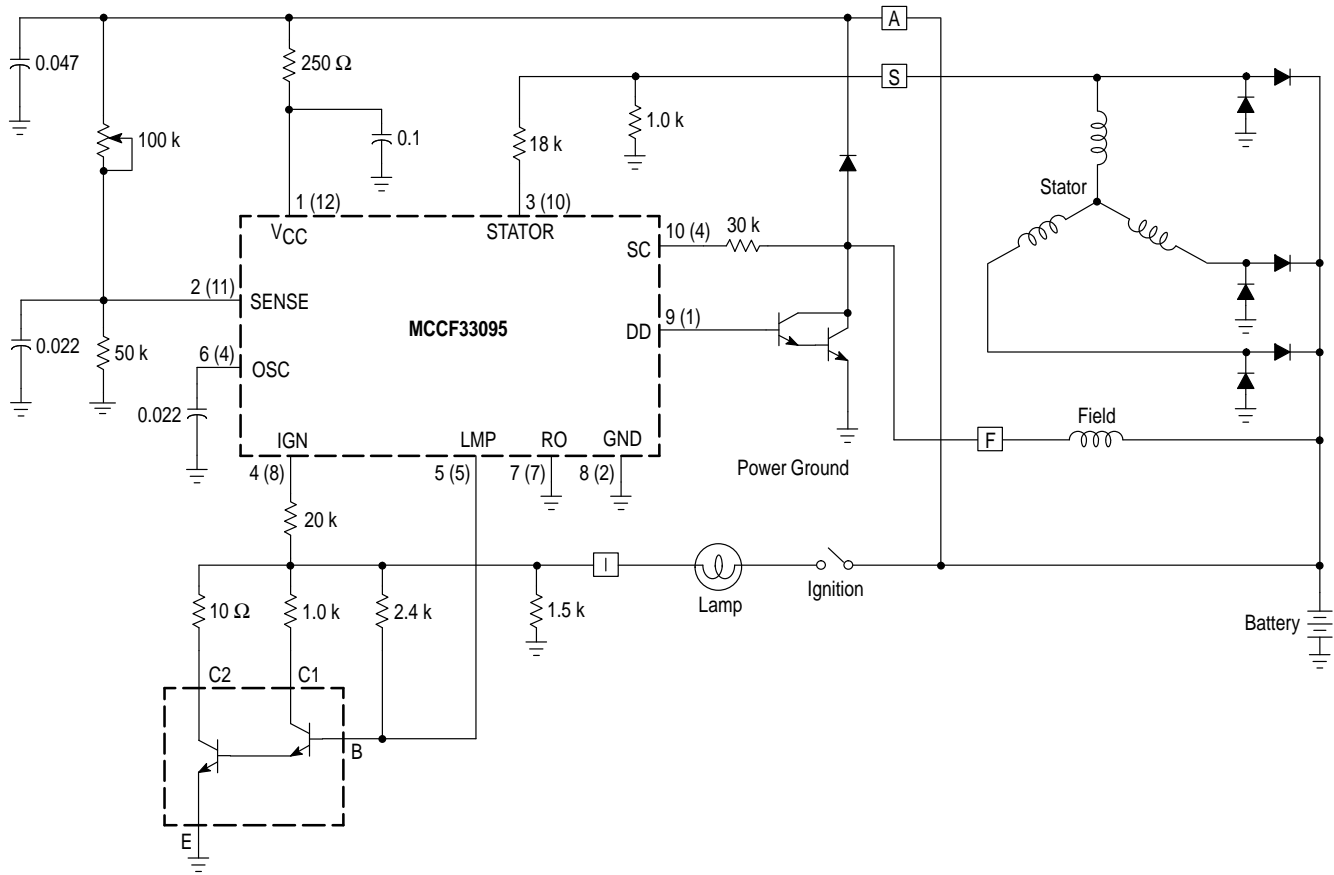 A
0.047
250 Ω
S
100 k
0.1
18 k
1.0 k
Stator
1 (12)
3 (10)
VCC
STATOR
SC
10 (4)
30 k
2 (11)
SENSE
MCCF33095
DD
9 (1)
0.022
50 k
6 (4)
OSC
0.022
IGN
LMP
RO
GND
4 (8)
5 (5)
7 (7)
8 (2)
Power Ground
F
Field
20 k
I
Lamp
Ignition
10 Ω
1.0 k
2.4 k
1.5 k
Battery
C2
C1
B
E